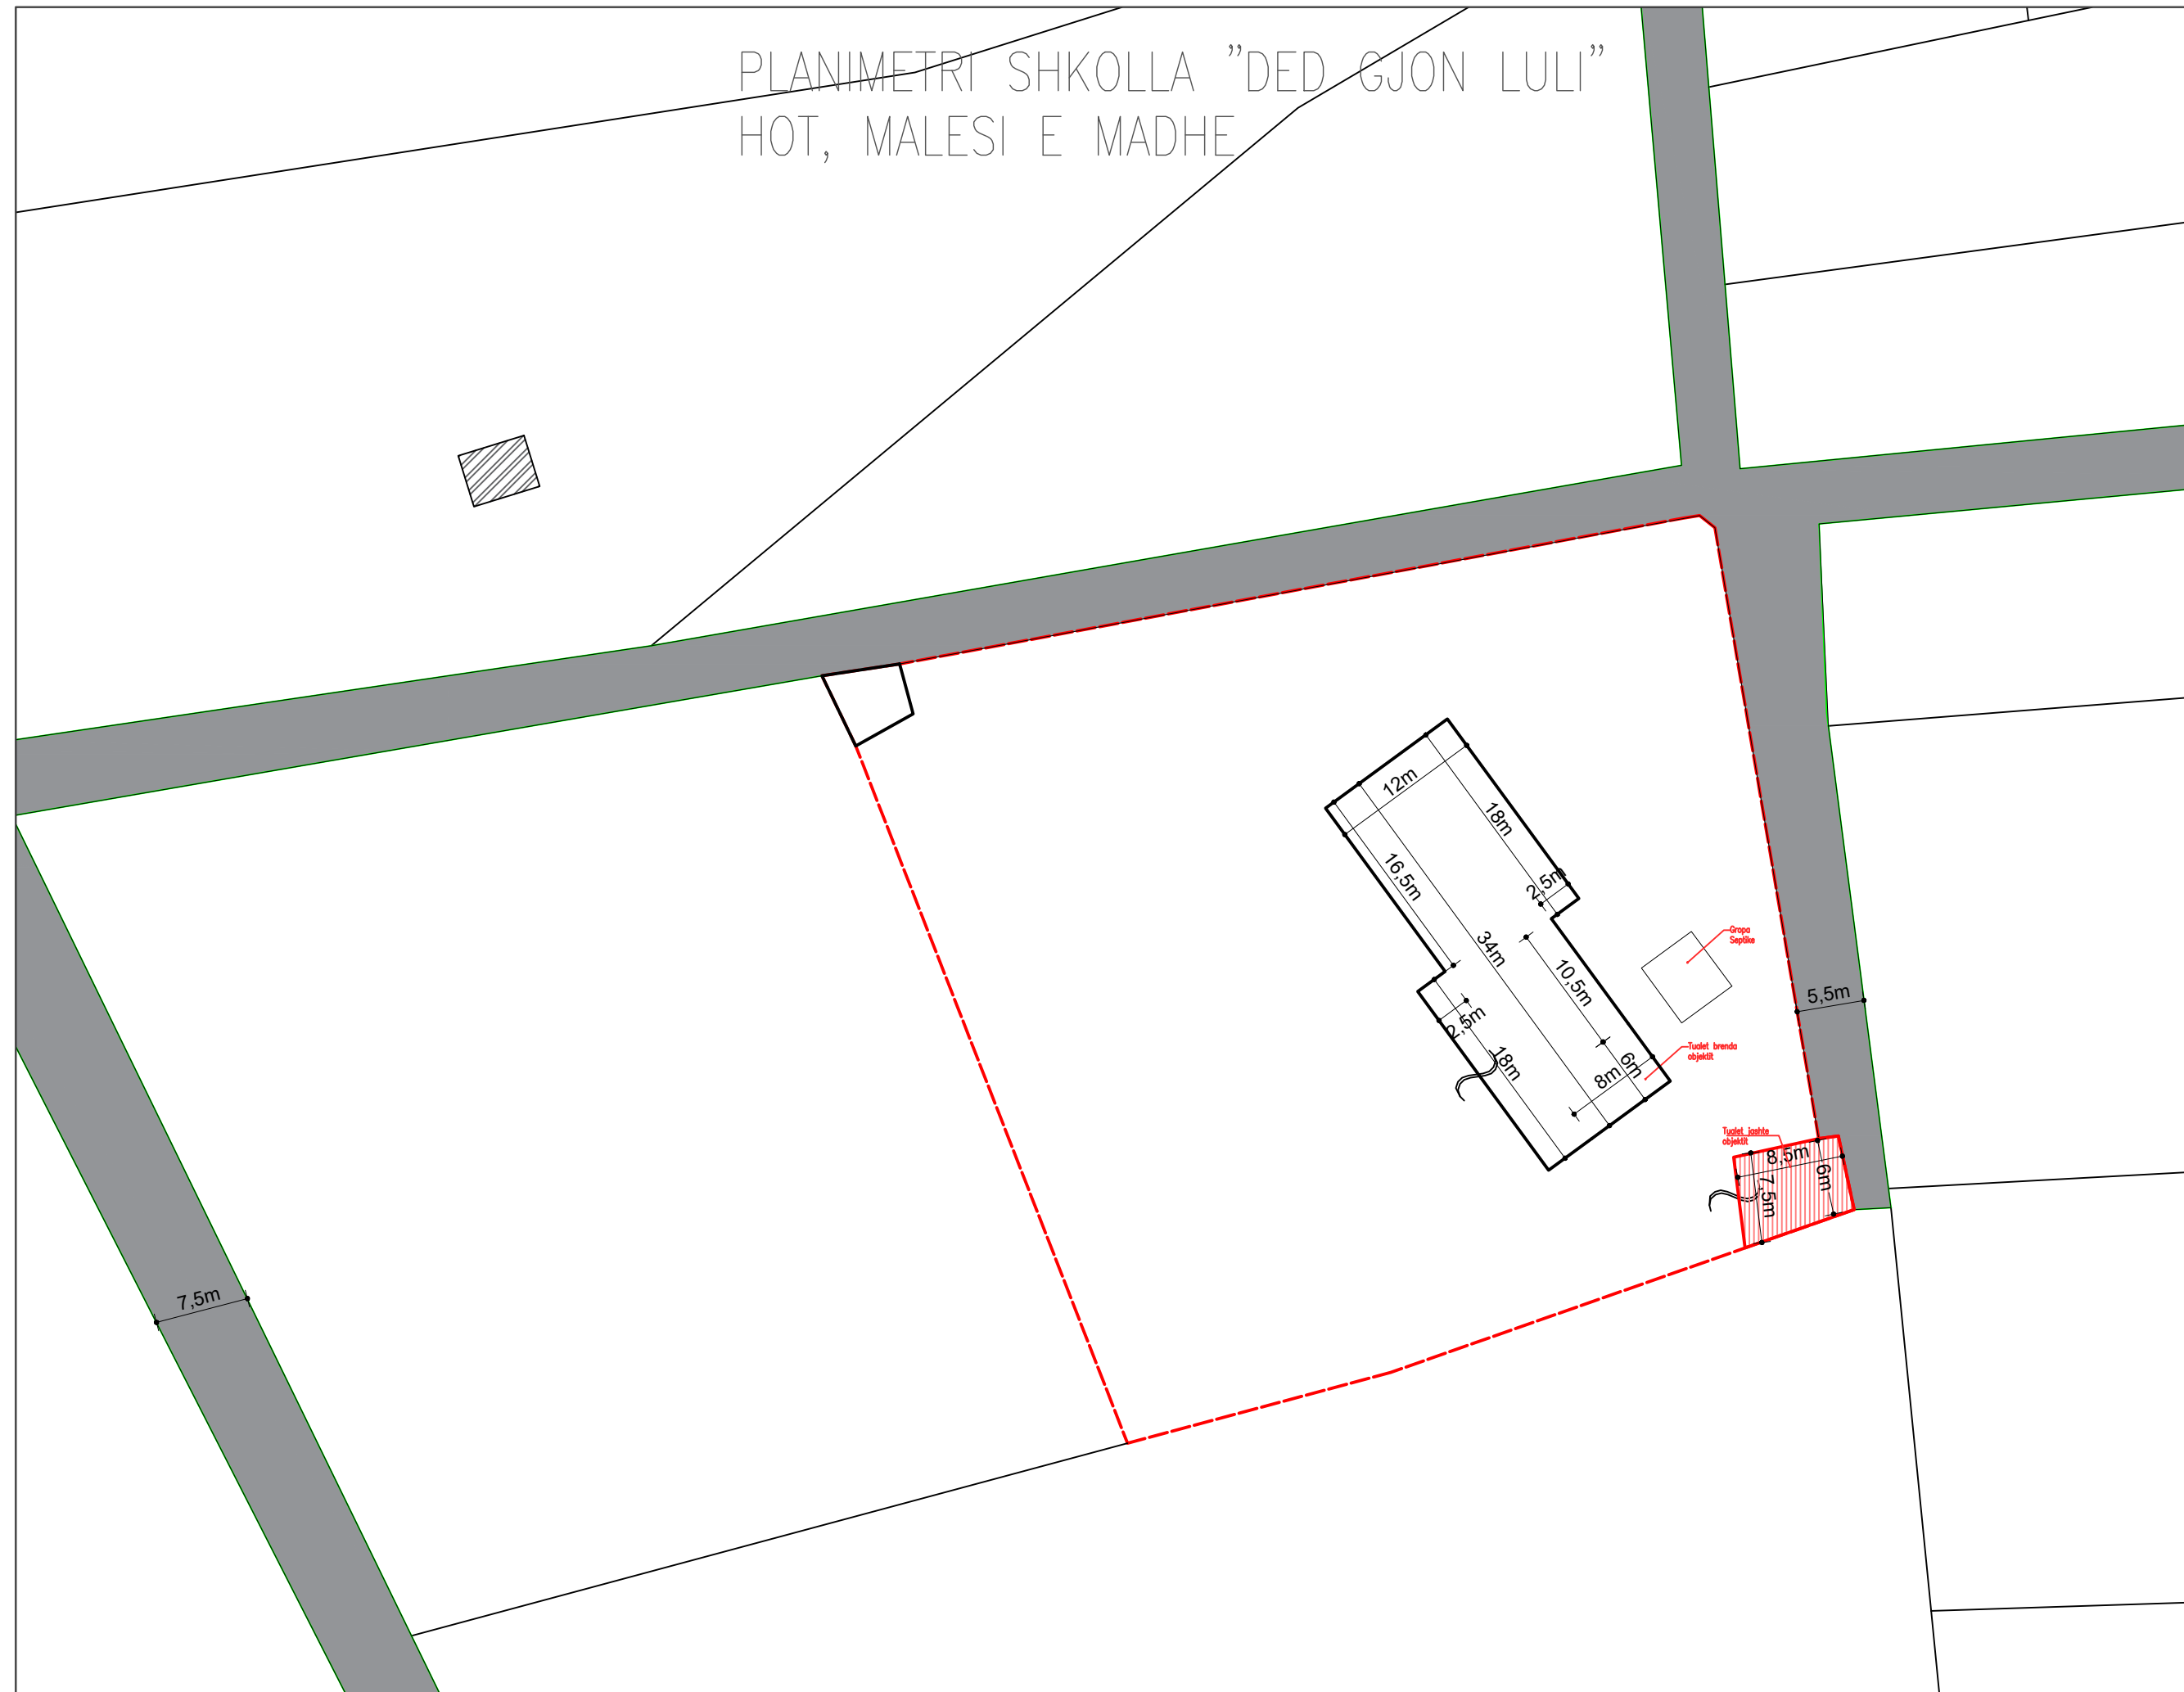 PLANIMETRI SHKOLLA "DED GJON LULI"
HOT, MALESI E MADHE
12m
18m
16,5m
2,5m
34m
10,5m
2,5m
18m
8m
6m
Gropa
Septike
5,5m
Tualet brenda
objektit
Tualet jashte
objektit
8,5m
6m
7,5m
7,5m